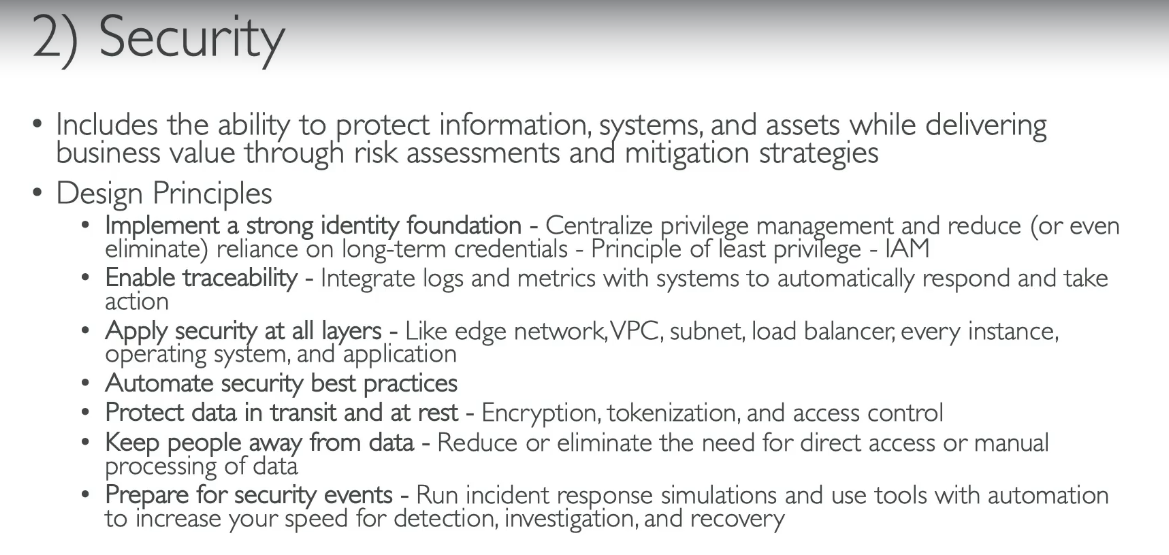 2) Security
• Includes the ability to protect information, systems, and assets while delivering
business value through risk assessments and mitigation strategies
• Design Principles
• Implement a strong identity foundation - Centralize privilege management and reduce (or even
eliminate) reliance on long-term credentials - Principle of least privilege - IAM
• Enable traceability - Integrate logs and metrics with systems to automatically respond and take
action
• Apply security at all layers - Like edge network, VPC, subnet, load balancer, every instance,
operating system, and application
• Automate security best practices
• Protect data in transit and at rest - Encryption, tokenization, and access control
• Keep people away from data - Reduce or eliminate the need for direct access or manual
processing of data
• Prepare for security events - Run incident response simulations and use tools with automation
to increase your speed for detection, investigation, and recovery